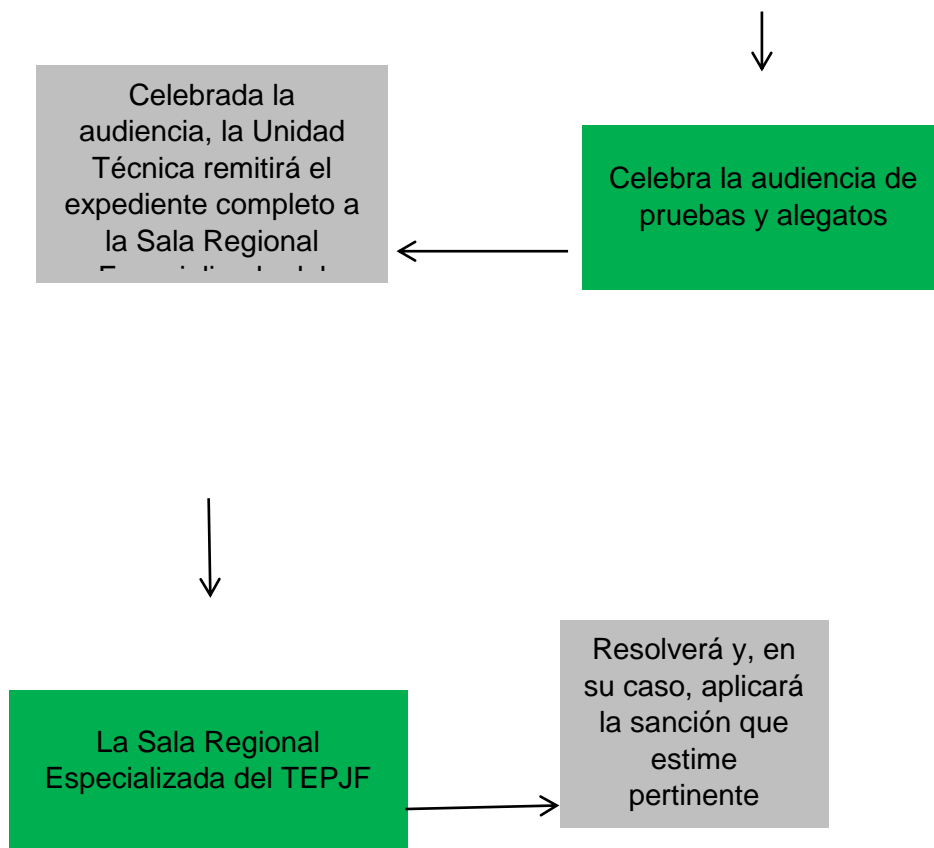 Celebrada la
audiencia, la Unidad
Técnica remitirá el
expediente completo a
la Sala Regional
Celebra la audiencia de
pruebas y alegatos
La Sala Regional
Especializada del TEPJF
Resolverá y, en
su caso, aplicará
la sanción que
estime
pertinente